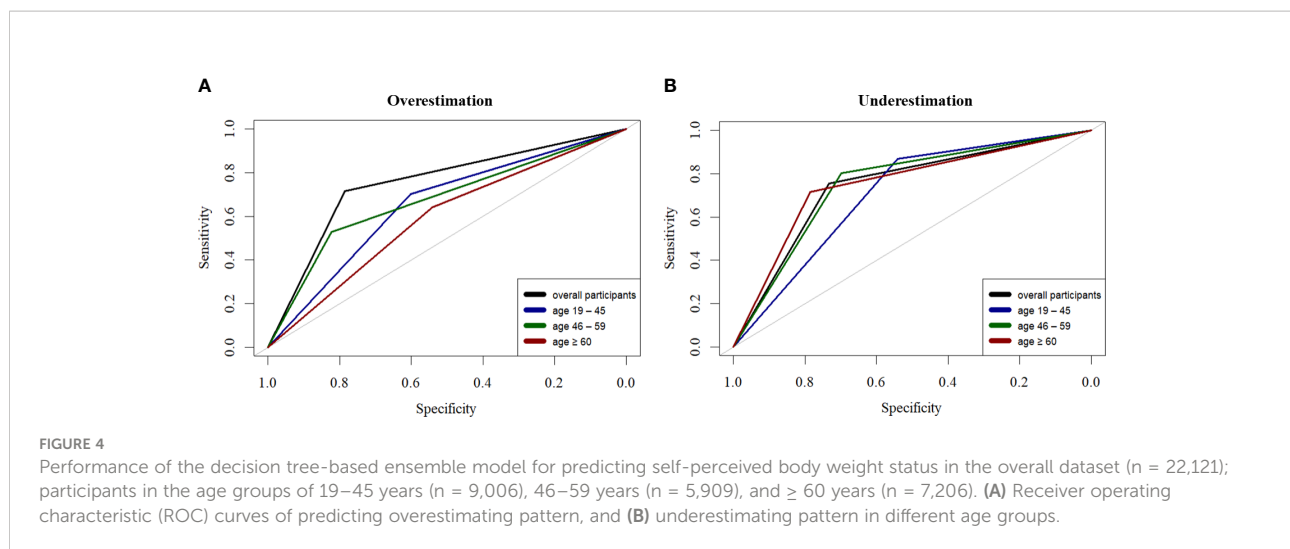 A
Overestimation
Sensitivity
1.0
0.8
0.6
0.4
0.2
0.0
overall participants
age 19 – 45
age 46 – 59
age ≥ 60
1.0 0.8 0.6 0.4 0.2 0.0
Specificity
B
Underestimation
Sensitivity
1.0
0.8
0.6
0.4
0.2
0.0
overall participants
age 19 – 45
age 46 – 59
age ≥ 60
1.0 0.8 0.6 0.4 0.2 0.0
Specificity
FIGURE 4
Performance of the decision tree-based ensemble model for predicting self-perceived body weight status in the overall dataset (n = 22,121);
participants in the age groups of 19–45 years (n = 9,006), 46–59 years (n = 5,909), and ≥ 60 years (n = 7,206). (A) Receiver operating
characteristic (ROC) curves of predicting overestimating pattern, and (B) underestimating pattern in different age groups.